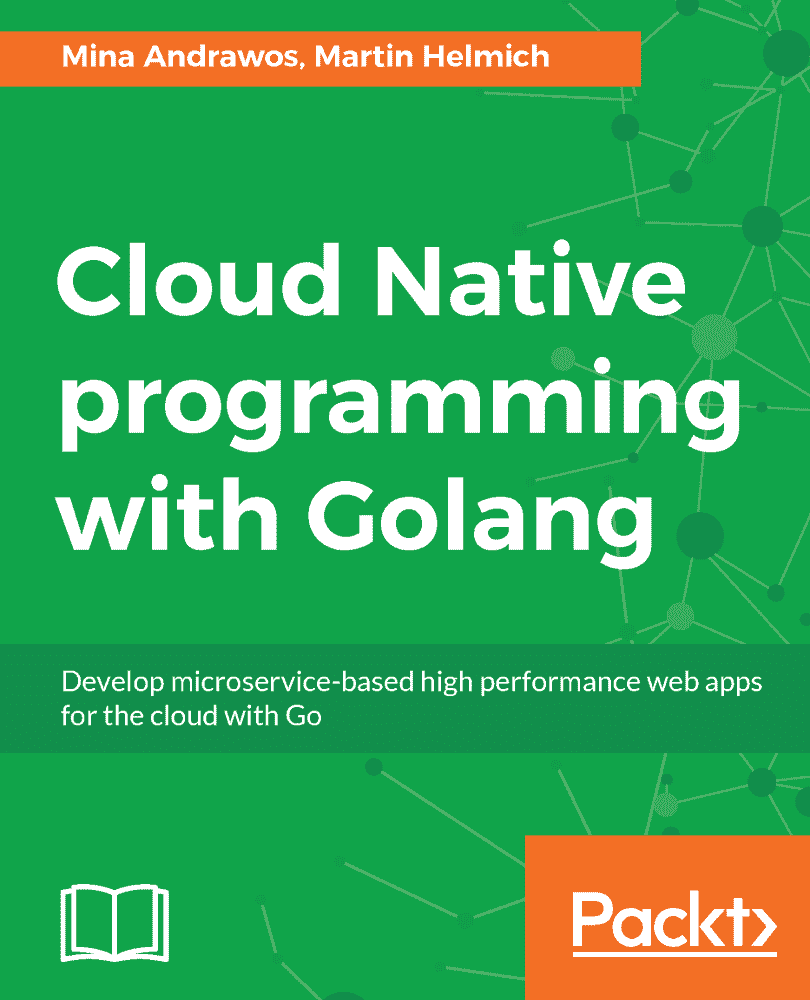 Mina Andrawos, Martin Helmich
Cloud Native
programming
with Golang
Develop microservice-based high performance web apps
for the cloud with Go
Packt>